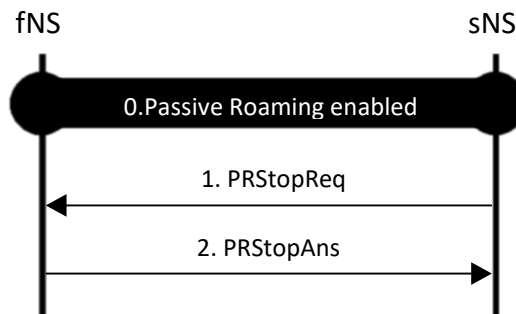 fNS sNS
0.Passive Roaming enabled
1. PRStopReq
2. PRStopAns